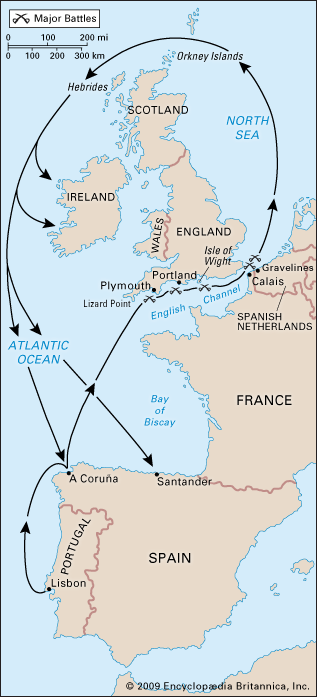 Major Battles
0 100 200 mi
0 100 200 300 km
Orkney Islands
Hebrides
SCOTLAND
NORTH
SEA
IRELAND
WALES
ENGLAND
Isle of
Wight
Portland
Plymouth
Gravelines
Calais
Lizard Point
English Channel
SPANISH
NETHERLANDS
ATLANTIC
OCEAN
Bay
of
Biscay
FRANCE
A Coruña
Santander
PORTUGAL
SPAIN
Lisbon
© 2009 Encyclopædia Britannica, Inc.